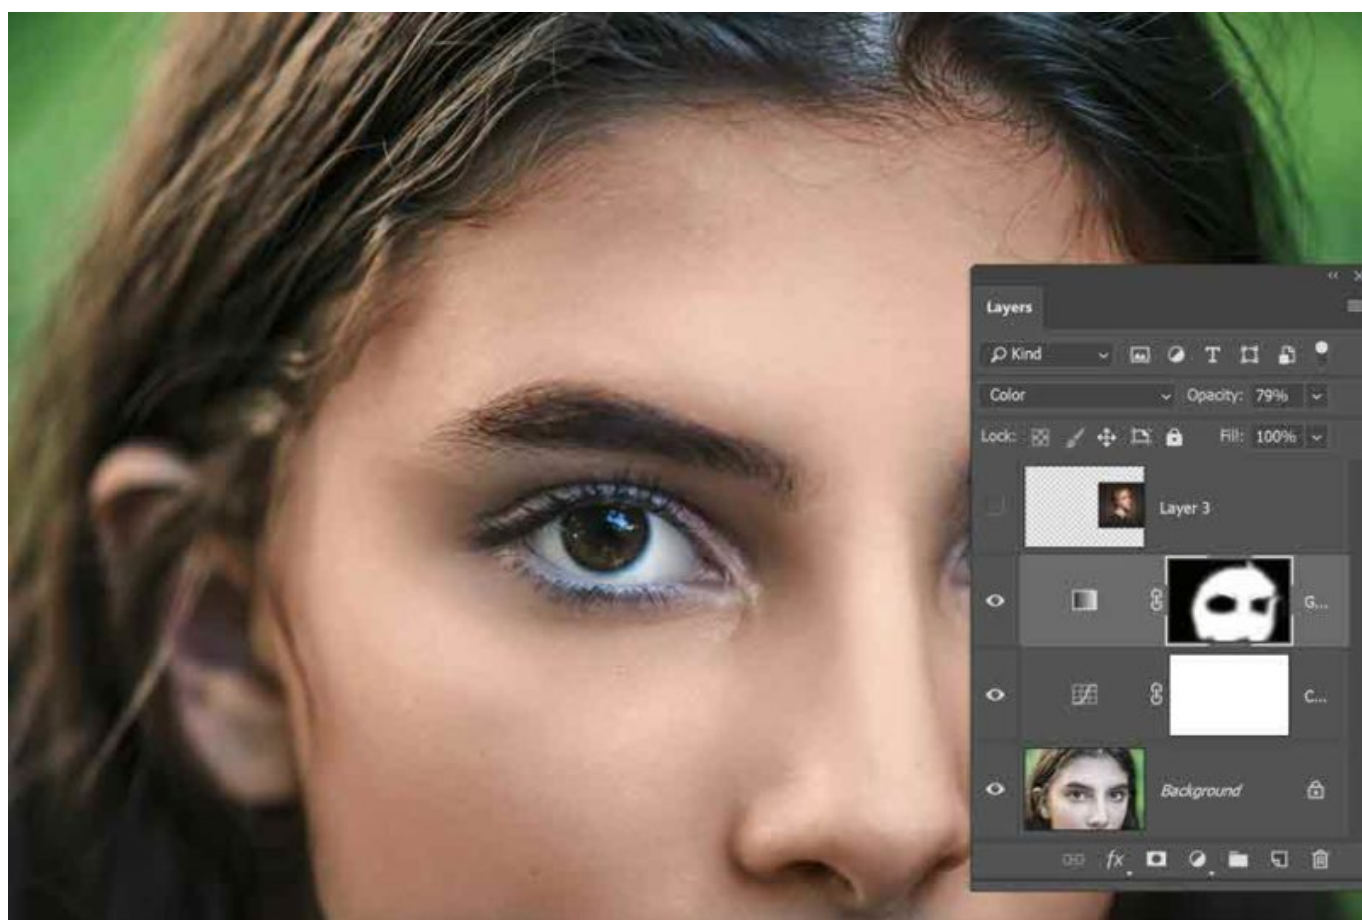 Layers
Kind
Color Opacity: 79%
Lock: Fill: 100%
Layer 3
G...
C...
Background
fx